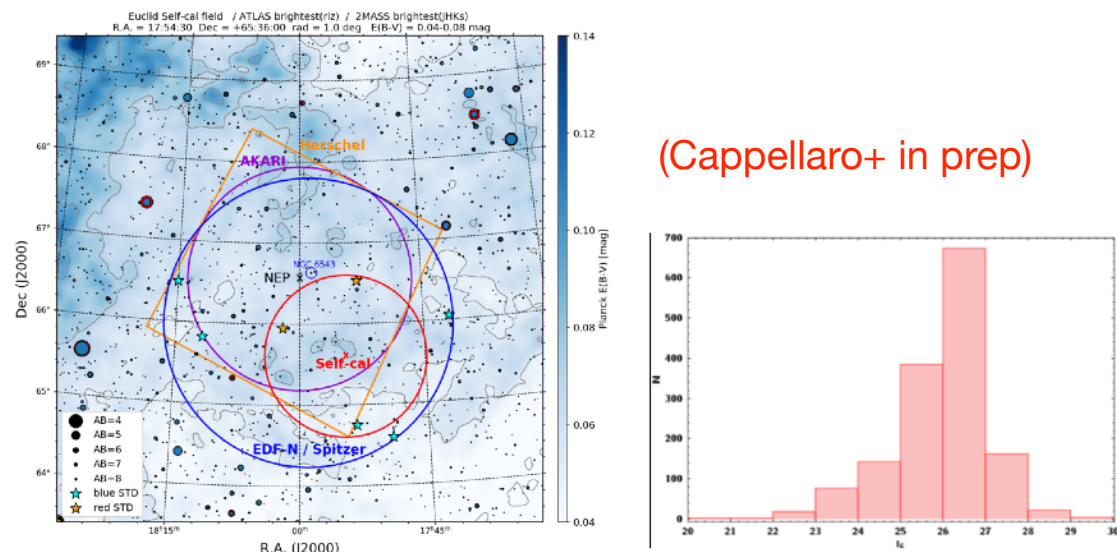 Euclid Self-cal field / ATLAS brightest(riz) / 2MASS brightest(JHKs)
R.A. = 17:54:30 Dec = +65:36:00 rad = 1.0 deg E(B-V) = 0.04-0.08 mag
69°
68°
67°
66°
65°
64°
Dec (J2000)
Herschel
AKARI
NGC 6543
NEP
Self-cal
EDF-N / Spitzer
AB=4
AB=5
AB=6
AB=7
AB=8
blue STD
red STD
18h15m
00m
17h45m
R.A. (J2000)
0.14
0.12
0.10
0.08
0.06
0.04
Planck E(B-V) [mag]
(Cappellaro+ in prep)
700
600
500
400
300
200
100
0
N
20 21 22 23 24 25 26 27 28 29 30